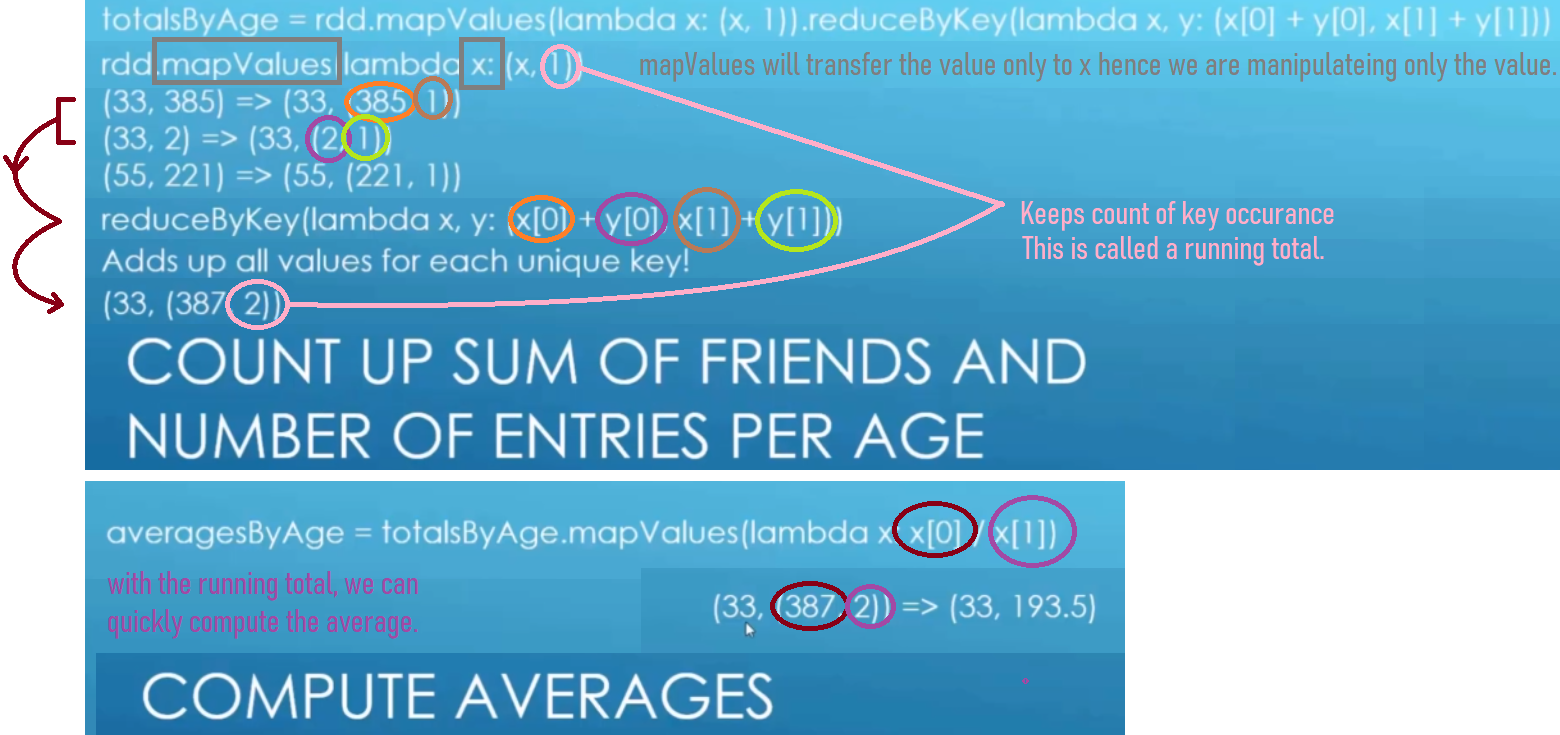 totalsByAge = rdd.mapValues(lambda x: (x, 1)).reduceByKey(lambda x, y: (x[0] + y[0], x[1] + y[1]))
rdd.mapValues(lambda x: (x, 1))
mapValues will transfer the value only to x hence we are manipulateing only the value.
(33, 385) => (33, (385, 1))
(33, 2) => (33, (2, 1))
(55, 221) => (55, (221, 1))
reduceByKey(lambda x, y: (x[0] + y[0], x[1] + y[1]))
Keeps count of key occurance
This is called a running total.
Adds up all values for each unique key!
(33, (387, 2))
COUNT UP SUM OF FRIENDS AND
NUMBER OF ENTRIES PER AGE
averagesByAge = totalsByAge.mapValues(lambda x: x[0] / x[1])
with the running total, we can
quickly compute the average.
(33, (387, 2)) => (33, 193.5)
COMPUTE AVERAGES